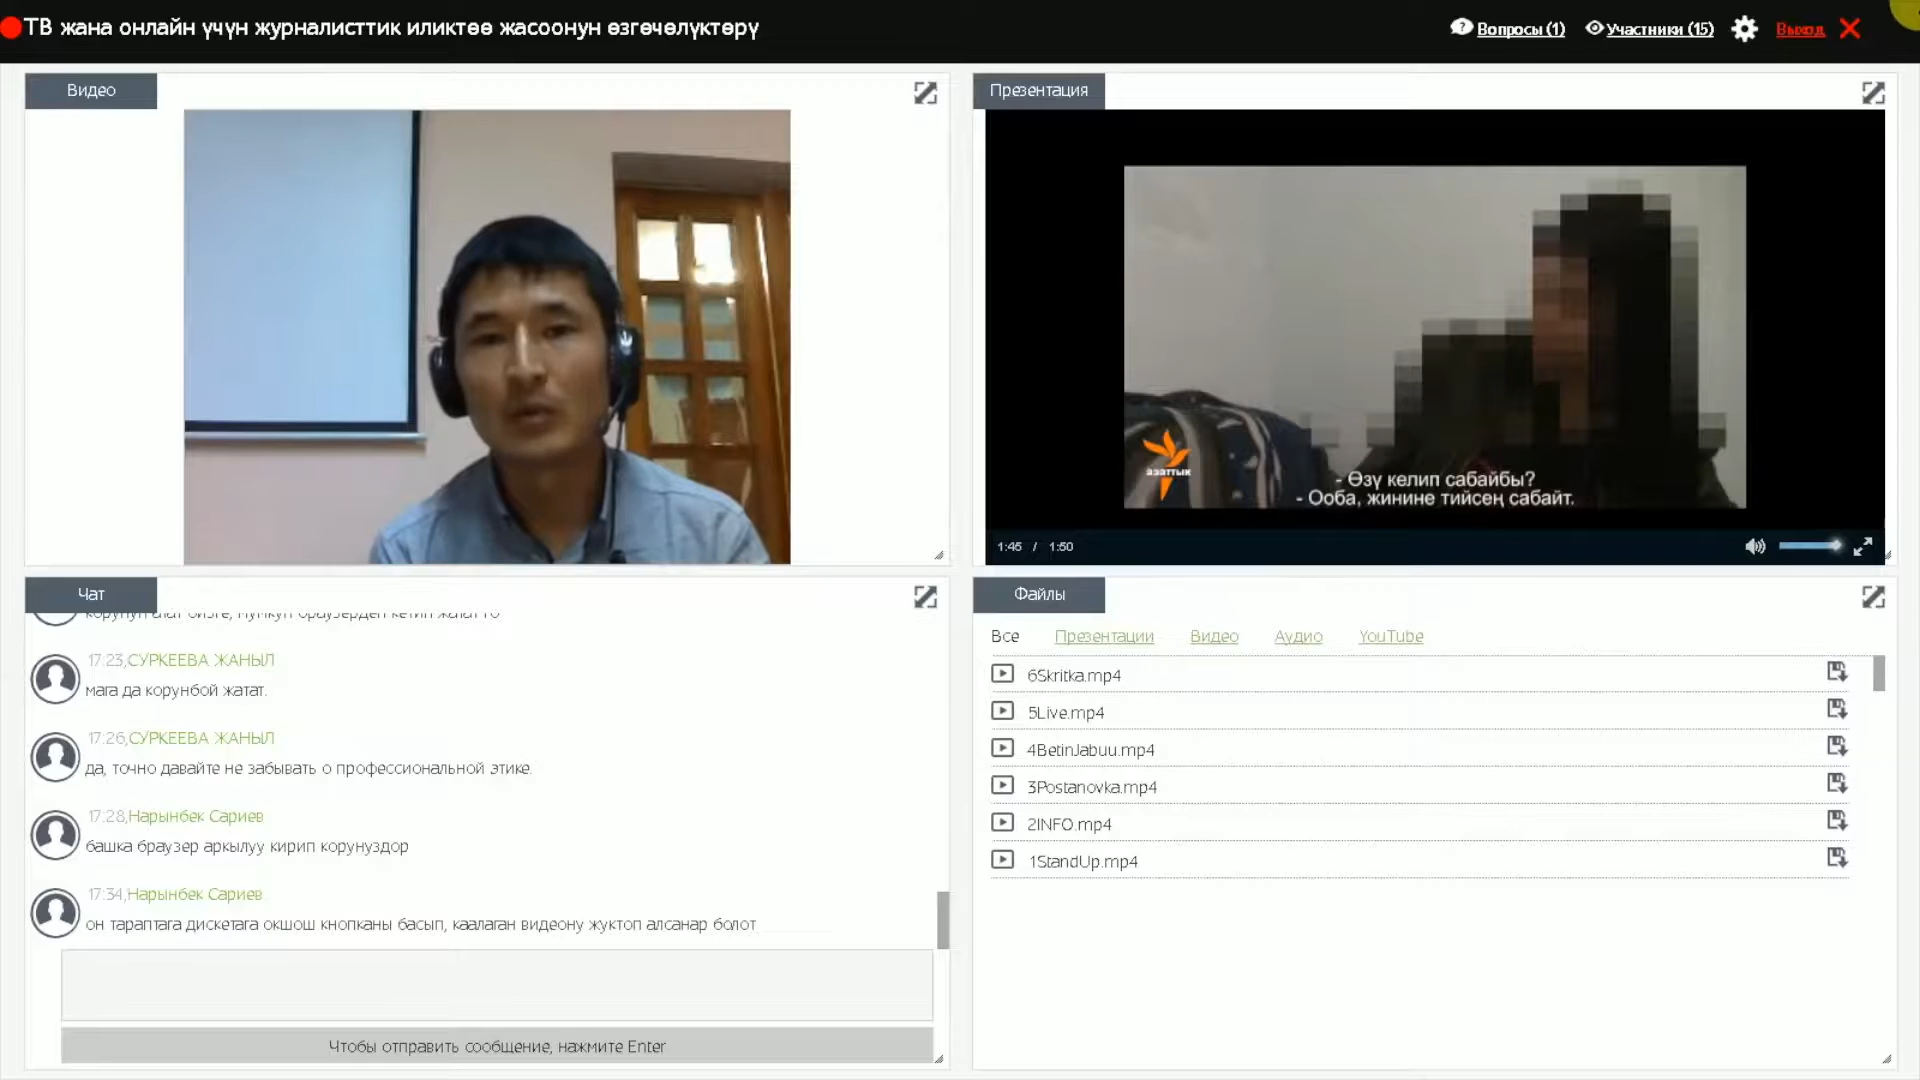 ТВ жана онлайн үчүн журналисттик иликтөө жасоонун өзгөчөлүктөрү
Вопросы (1)
Участники (15)
Выход
Видео
Презентация
азаттык
- Өзү келип сабайбы?
- Ооба, жинине тийсең сабайт.
1:45 / 1:50
Чат
17:23,СУРКЕЕВА ЖАНЫЛ
мага да корунбой жатат.
17:26,СУРКЕЕВА ЖАНЫЛ
да, точно давайте не забывать о профессиональной этике.
17:28,Нарынбек Сариев
башка браузер аркылуу кирип корунуздор
17:34,Нарынбек Сариев
он тараптага дискетага окшош кнопканы басып, каалаган видеону жуктоп алсанар болот
Чтобы отправить сообщение, нажмите Enter
Файлы
Все Презентации Видео Аудио YouTube
6Skritka.mp4
5Live.mp4
4BetinJabuu.mp4
3Postanovka.mp4
2INFO.mp4
1StandUp.mp4